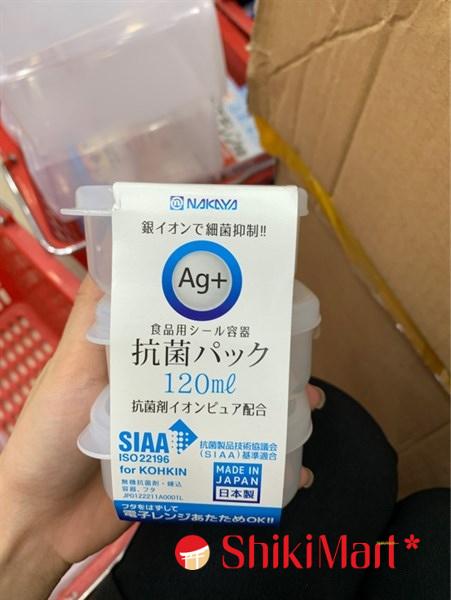 NAKAYA
銀イオンで細菌抑制!!
Ag+
食品用シール容器
抗菌パック
120ml
抗菌剤イオンピュア配合
SIAA
ISO 22196
for KOHKIN
抗菌製品技術協議会
(SIAA)基準適合
無機抗菌剤・練込
容器、フタ
JP0122211A0001L
MADE IN
JAPAN
日本製
フタをはずして
電子レンジあたためOK!!
ShikiMart*